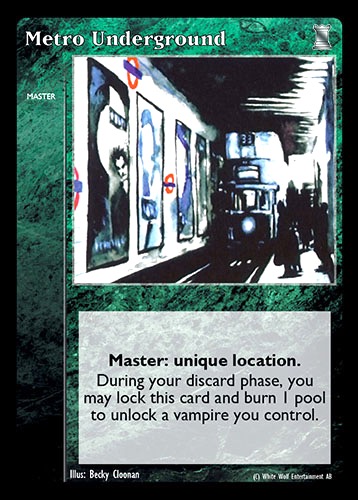 Metro Underground
MASTER
Master: unique location.
During your discard phase, you
may lock this card and burn 1 pool
to unlock a vampire you control.
Illus: Becky Cloonan
(C) White Wolf Entertainment AB